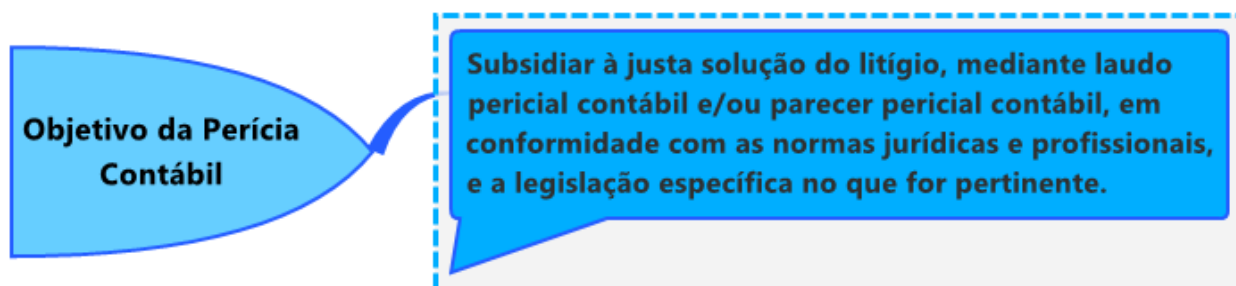 Objetivo da Perícia
Contábil
Subsidiar à justa solução do litígio, mediante laudo
pericial contábil e/ou parecer pericial contábil, em
conformidade com as normas jurídicas e profissionais,
e a legislação específica no que for pertinente.